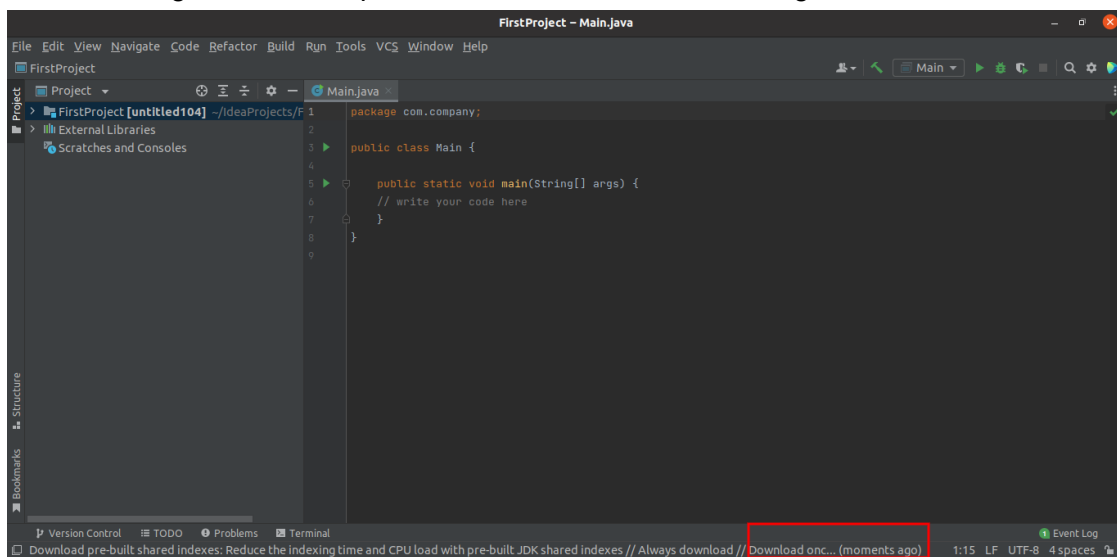 FirstProject – Main.java
File Edit View Navigate Code Refactor Build Run Tools VCS Window Help
FirstProject
Main
Project
Project
Main.java
FirstProject [untitled104] ~/IdeaProjects/F
External Libraries
Scratches and Consoles
1 package com.company;
2
3 public class Main {
4
5 public static void main(String[] args) {
6 // write your code here
7 }
8 }
9
Structure
Bookmarks
Version Control TODO Problems Terminal
1 Event Log
Download pre-built shared indexes: Reduce the indexing time and CPU load with pre-built JDK shared indexes // Always download // Download onc... (moments ago) 1:15 LF UTF-8 4 spaces